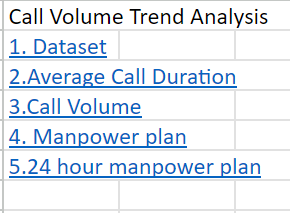 Call Volume Trend Analysis
1. Dataset
2.Average Call Duration
3.Call Volume
4. Manpower plan
5.24 hour manpower plan